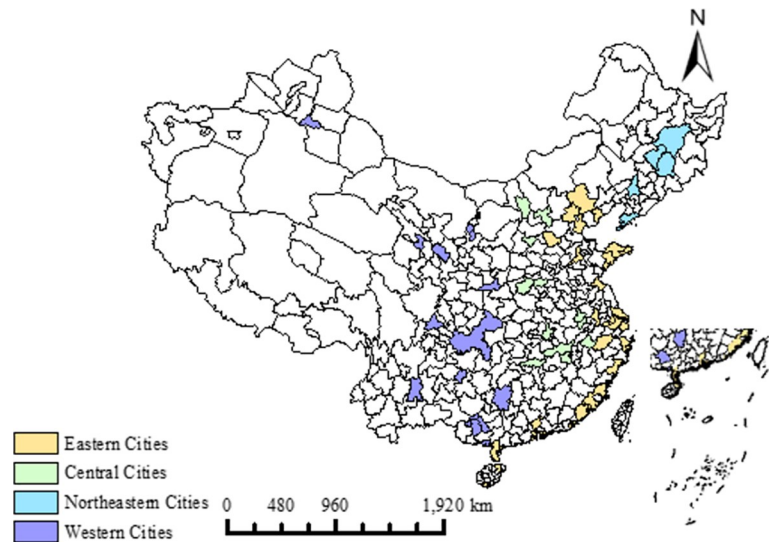 N
Eastern Cities
Central Cities
Northeastern Cities
Western Cities
0 480 960 1,920 km